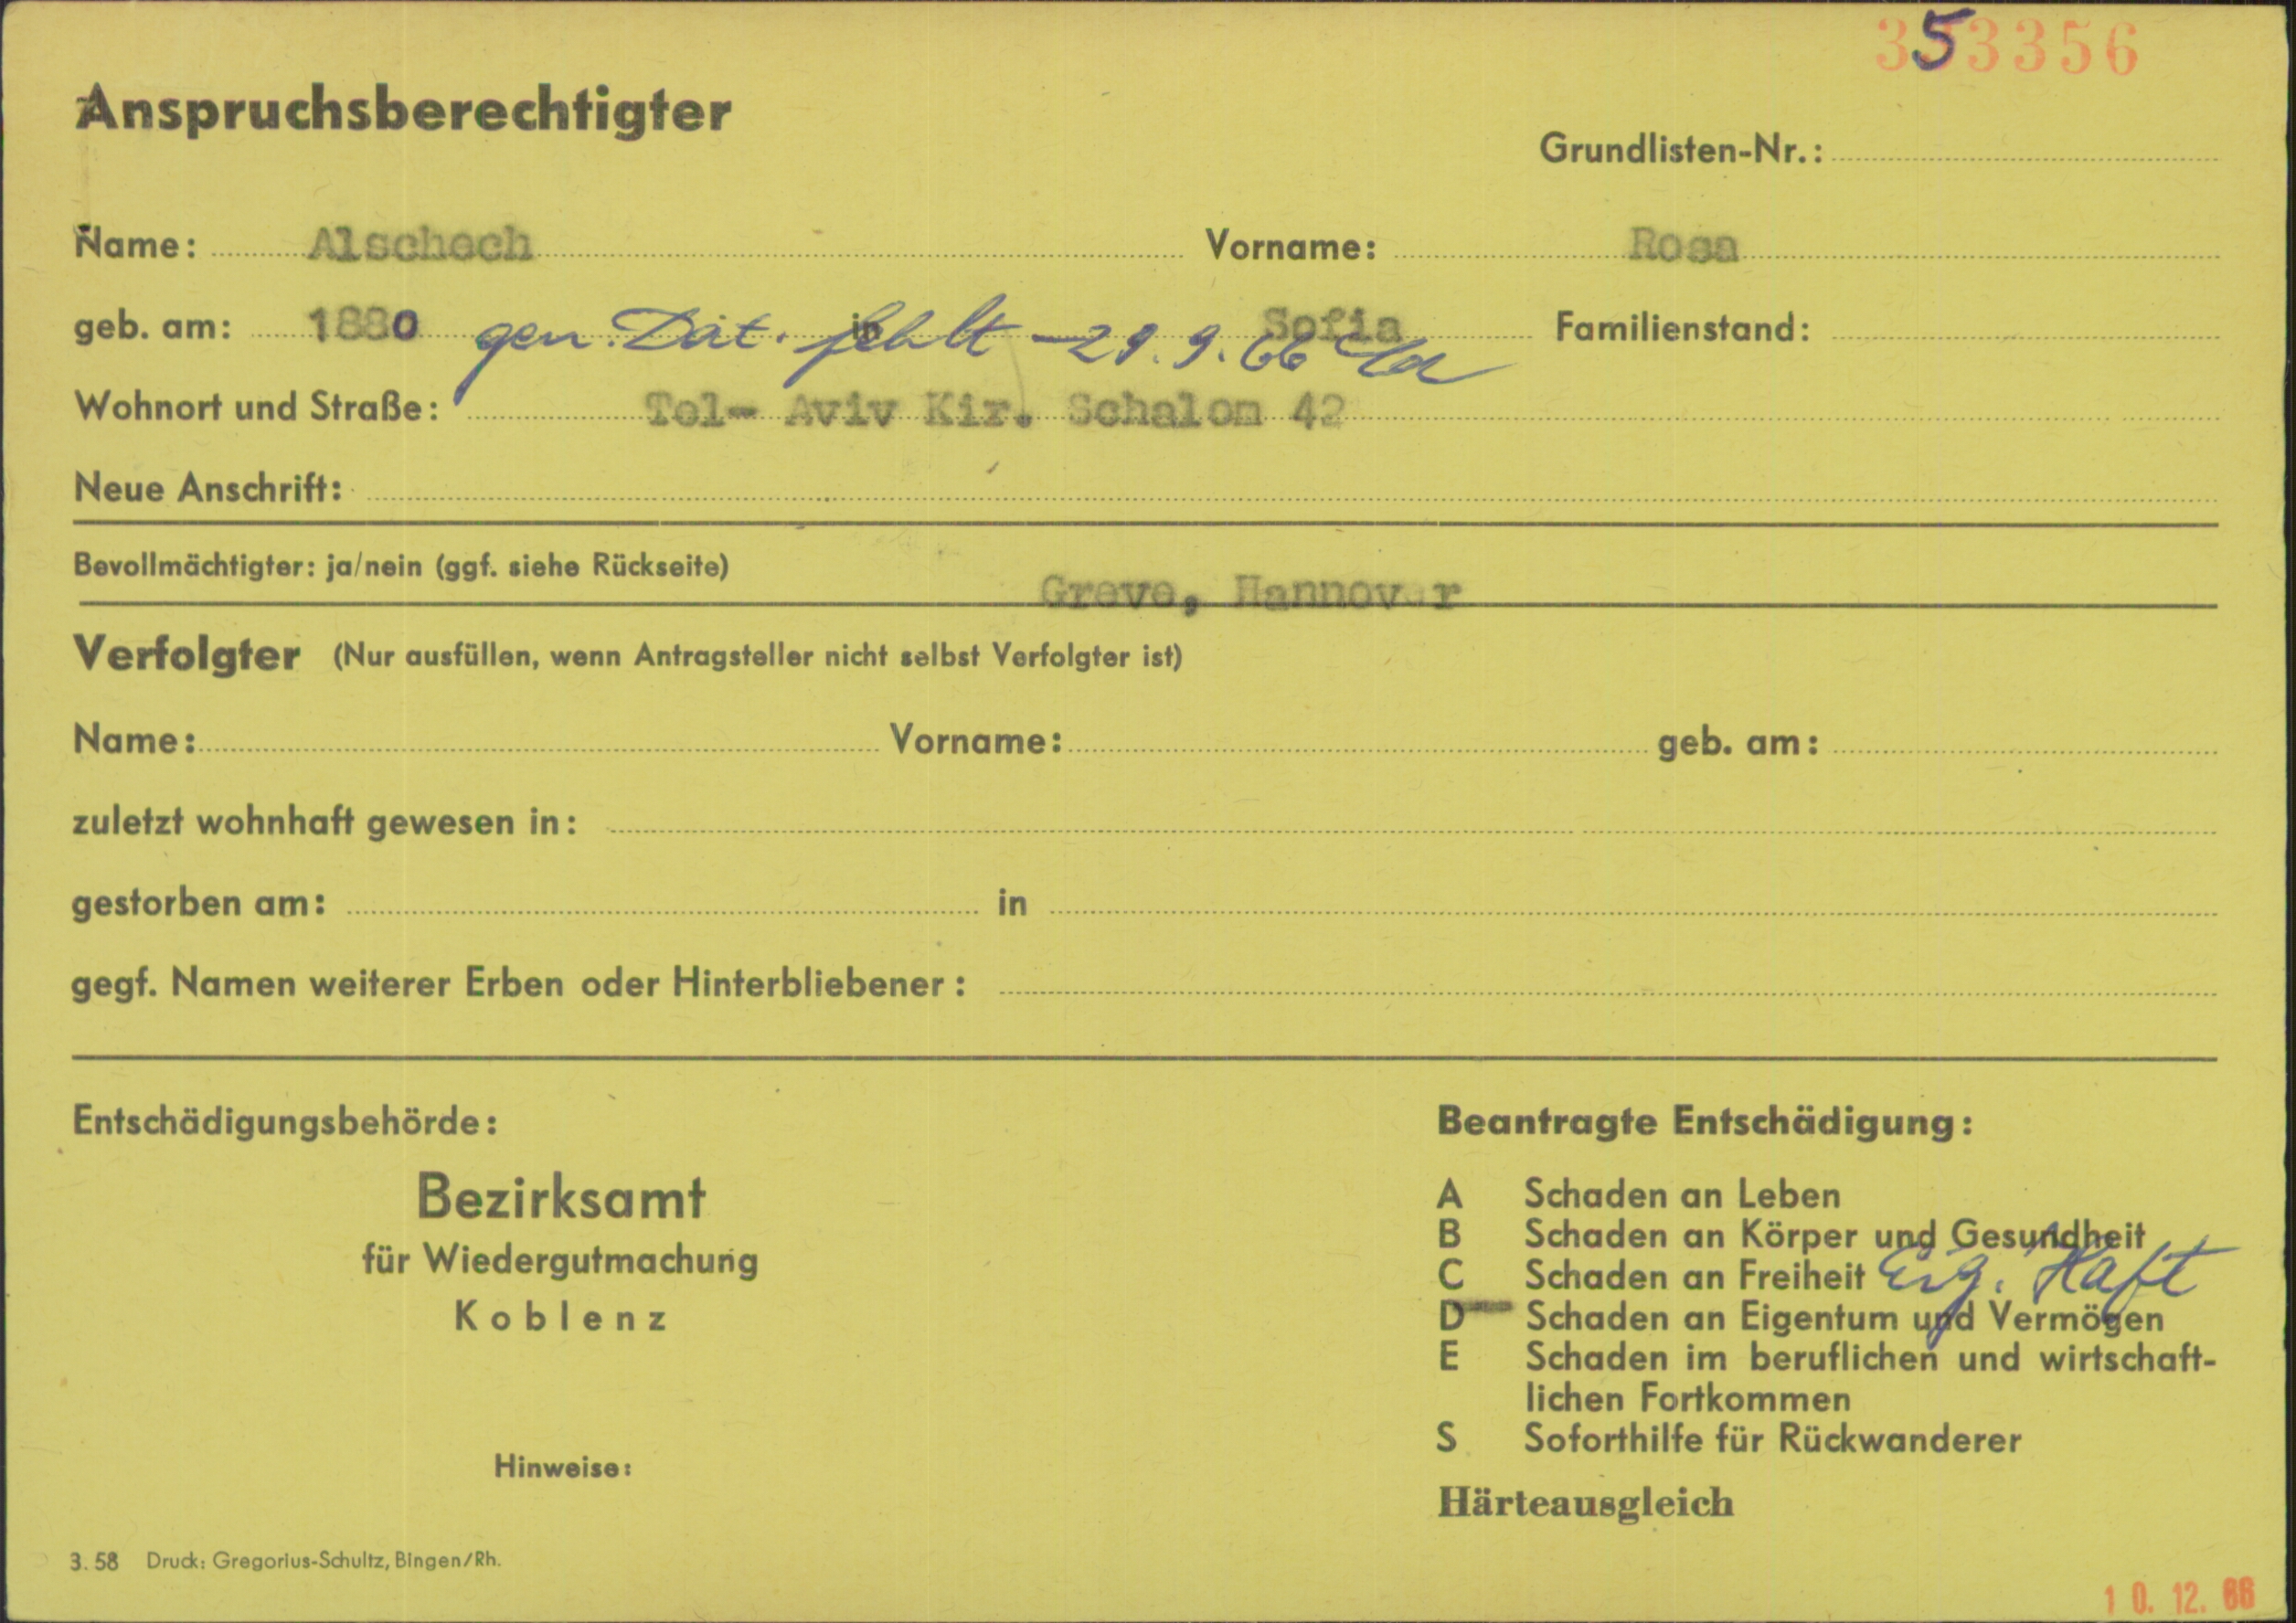 353356
Anspruchsberechtigter
Grundlisten-Nr.:
Name: Alschech Vorname: Rosa
geb. am: 1880 in Sofia Familienstand:
gen. Dat. fehlt - 29.9.66
Wohnort und Straße: Tel- Aviv Kir. Schalom 42
Neue Anschrift:
Bevollmächtigter: ja/nein (ggf. siehe Rückseite)
Greve, Hannover
Verfolgter (Nur ausfüllen, wenn Antragsteller nicht selbst Verfolgter ist)
Name: Vorname: geb. am:
zuletzt wohnhaft gewesen in:
gestorben am: in
gegf. Namen weiterer Erben oder Hinterbliebener:
Entschädigungsbehörde:
Bezirksamt
für Wiedergutmachung
Koblenz
Hinweise:
Beantragte Entschädigung:
A Schaden an Leben
B Schaden an Körper und Gesundheit
C Schaden an Freiheit Eig. Haft
D Schaden an Eigentum und Vermögen
E Schaden im beruflichen und wirtschaft-
lichen Fortkommen
S Soforthilfe für Rückwanderer
Härteausgleich
3. 58 Druck: Gregorius-Schultz, Bingen/Rh.
10. 12. 66